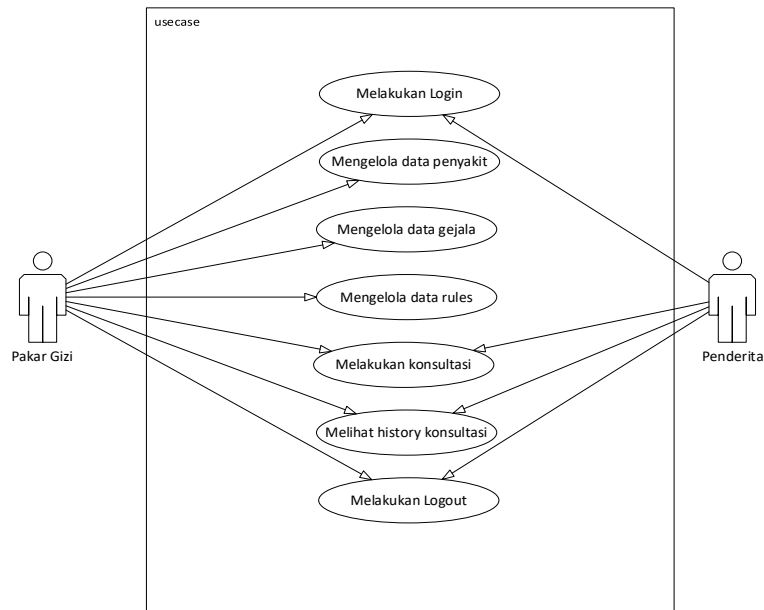 usecase
Melakukan Login
Mengelola data penyakit
Mengelola data gejala
Mengelola data rules
Melakukan konsultasi
Melihat history konsultasi
Melakukan Logout
Pakar Gizi
Penderita